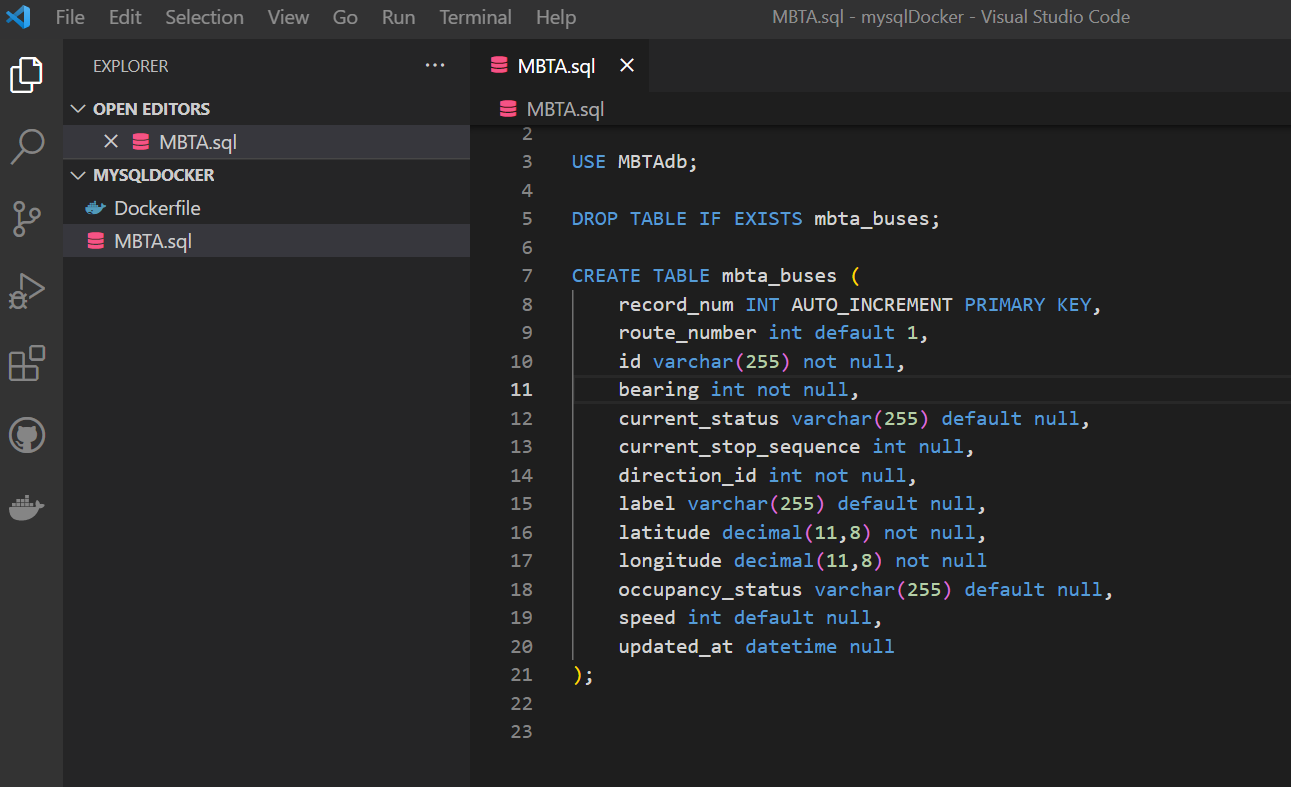 File Edit Selection View Go Run Terminal Help MBTA.sql - mysqlDocker - Visual Studio Code
EXPLORER ...
OPEN EDITORS
MBTA.sql
MYSQLDOCKER
Dockerfile
MBTA.sql
MBTA.sql
MBTA.sql
2
3 USE MBTAdb;
4
5 DROP TABLE IF EXISTS mbta_buses;
6
7 CREATE TABLE mbta_buses (
8 record_num INT AUTO_INCREMENT PRIMARY KEY,
9 route_number int default 1,
10 id varchar(255) not null,
11 bearing int not null,
12 current_status varchar(255) default null,
13 current_stop_sequence int null,
14 direction_id int not null,
15 label varchar(255) default null,
16 latitude decimal(11,8) not null,
17 longitude decimal(11,8) not null
18 occupancy_status varchar(255) default null,
19 speed int default null,
20 updated_at datetime null
21 );
22
23